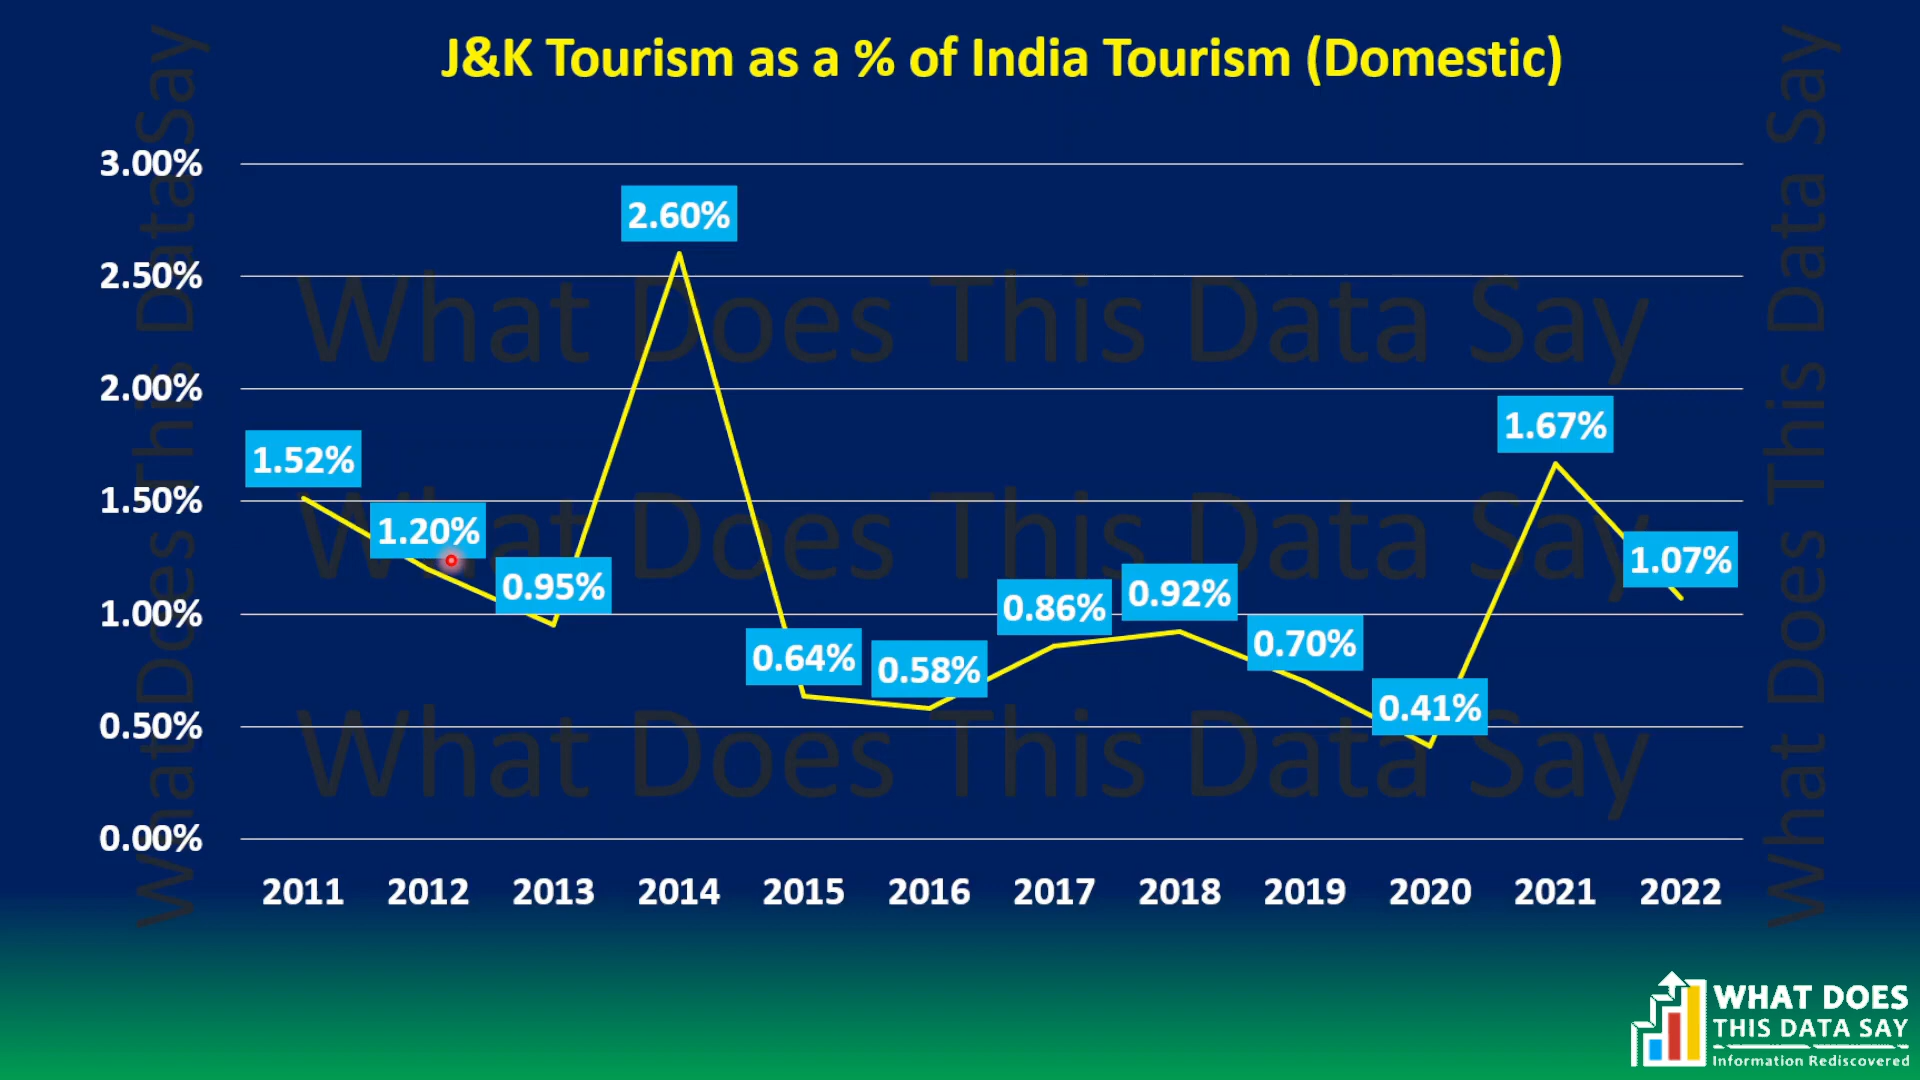 J&K Tourism as a % of India Tourism (Domestic)
3.00%
2.50%
2.00%
1.50%
1.00%
0.50%
0.00%
1.52%
1.20%
0.95%
2.60%
0.64%
0.58%
0.86%
0.92%
0.70%
0.41%
1.67%
1.07%
2011 2012 2013 2014 2015 2016 2017 2018 2019 2020 2021 2022
What Does This Data Say
What Does This Data Say
What Does This Data Say
What Does This Data Say
What Does This Data Say
WHAT DOES
THIS DATA SAY
Information Rediscovered